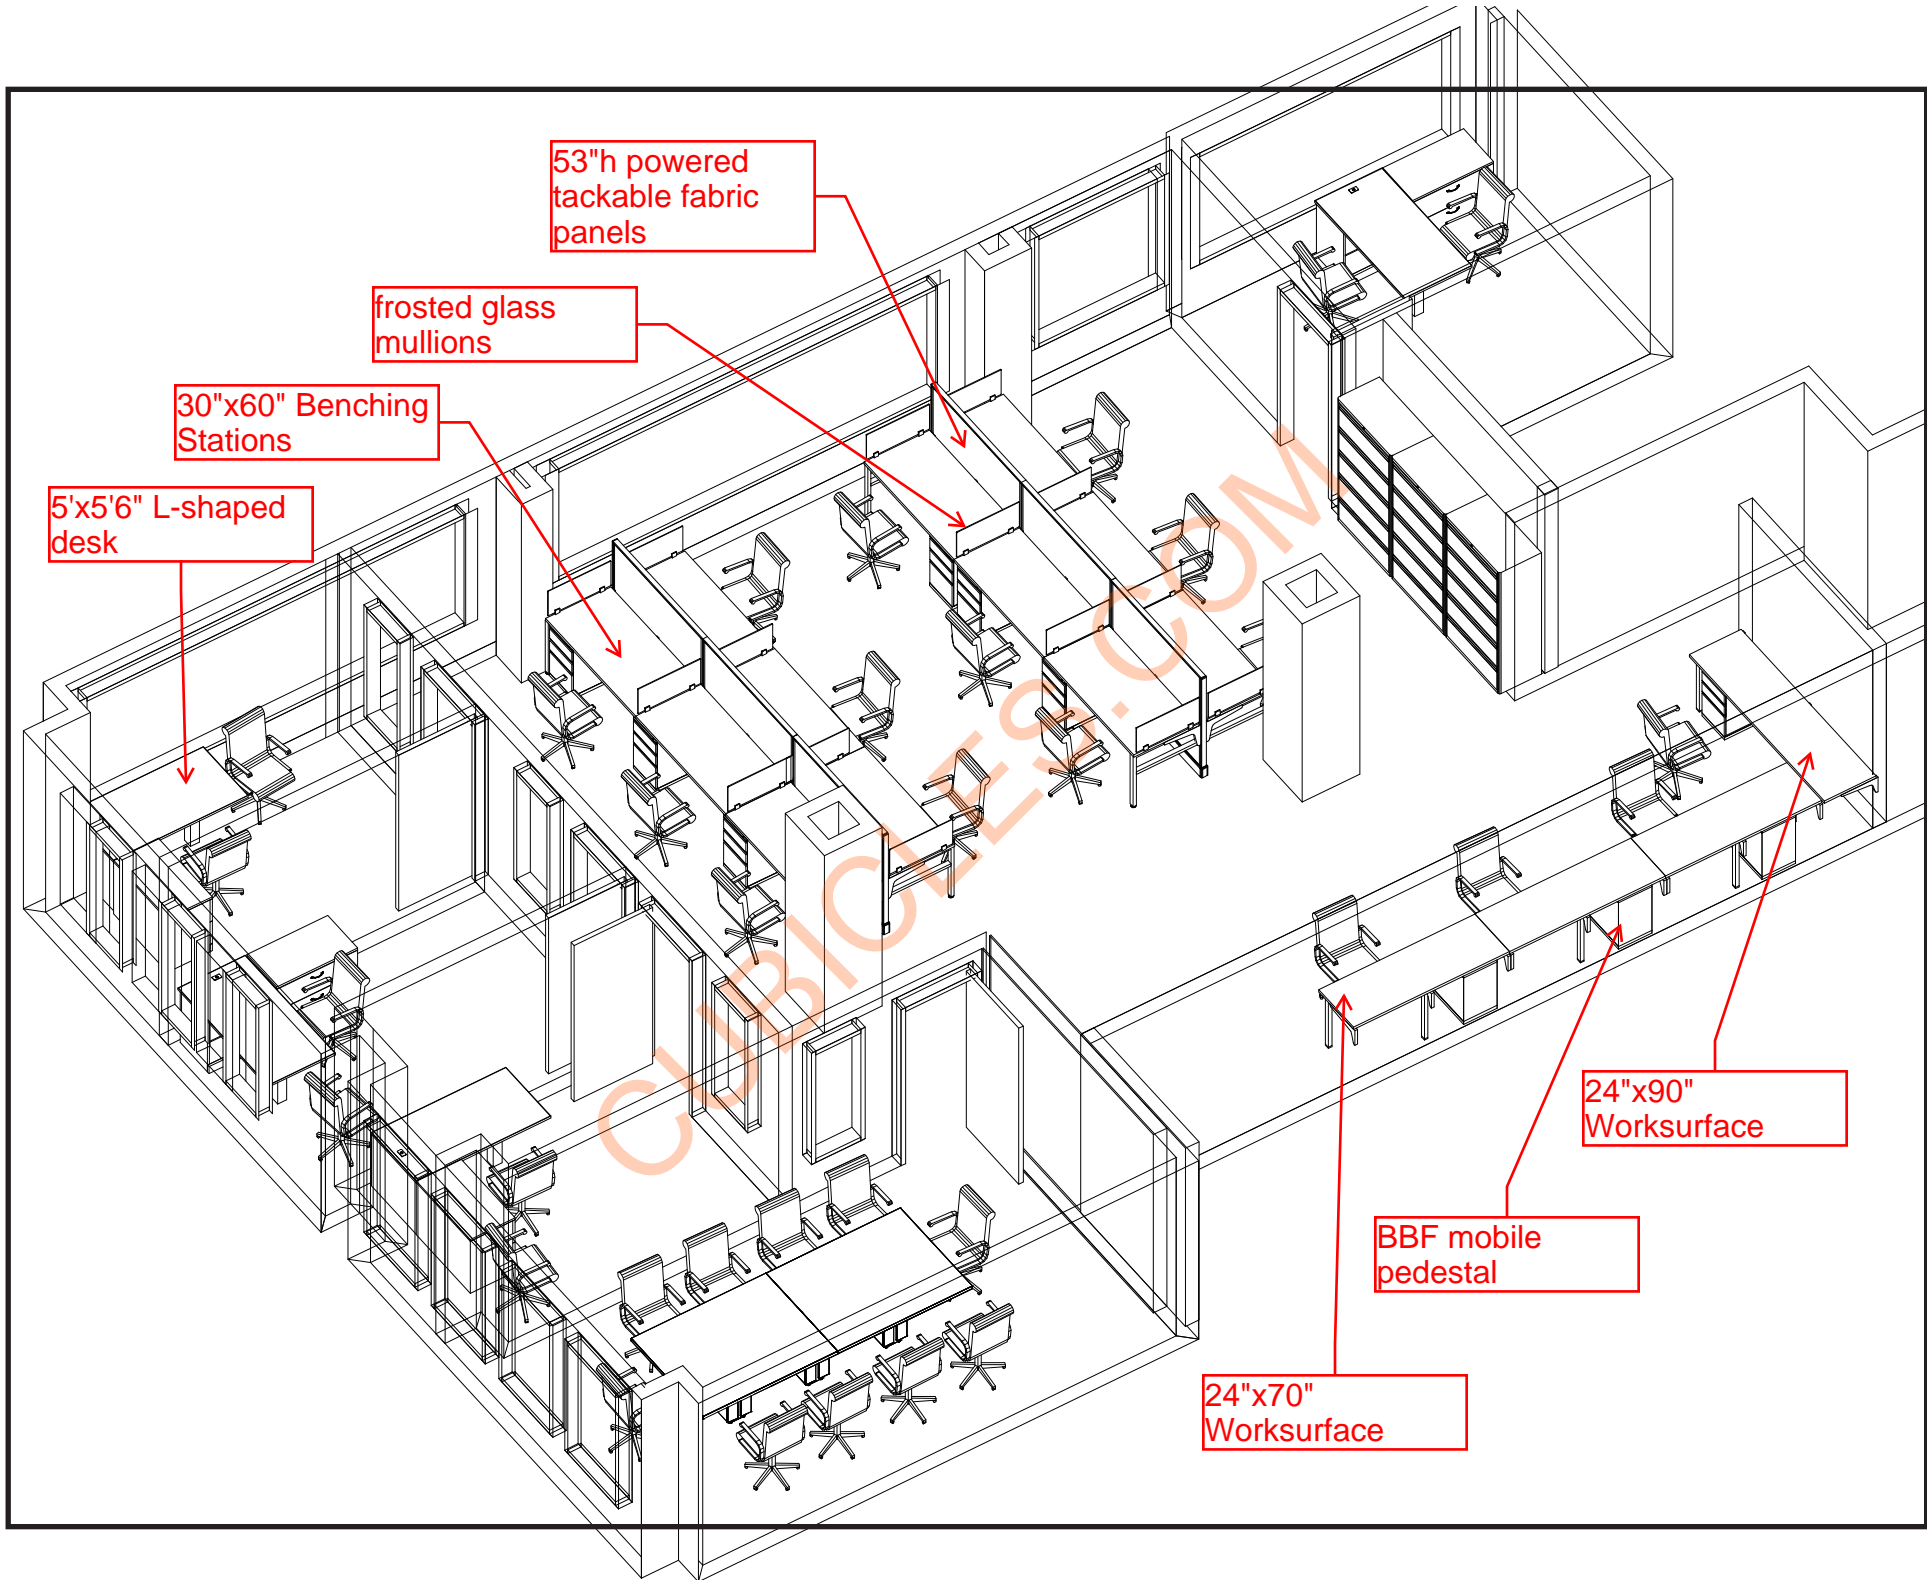 53"h powered
tackable fabric
panels
frosted glass
mullions
30"x60" Benching
Stations
5'x5'6" L-shaped
desk
CUBICLES.COM
24"x90"
Worksurface
BBF mobile
pedestal
24"x70"
Worksurface